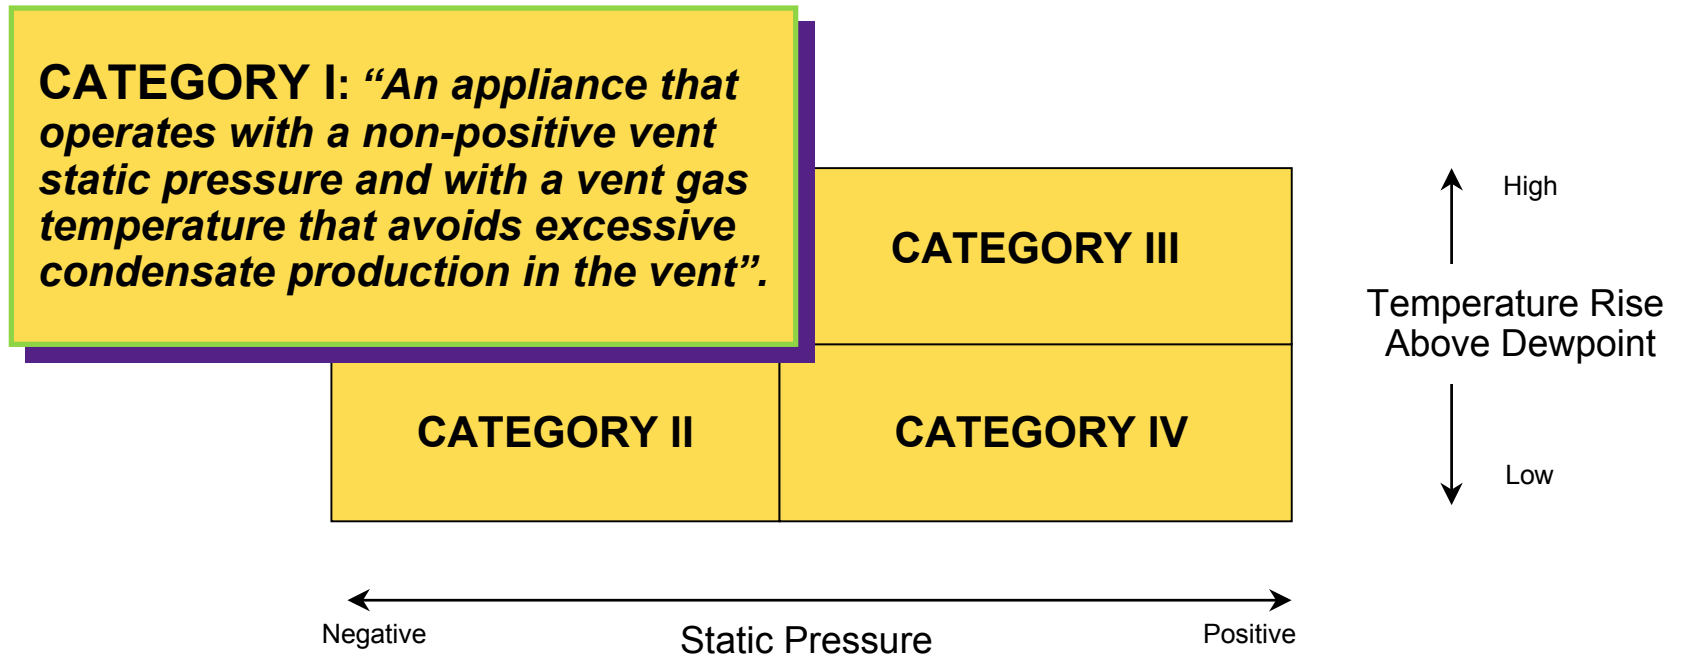 CATEGORY I: “An appliance that
operates with a non-positive vent
static pressure and with a vent gas
temperature that avoids excessive
condensate production in the vent”.
CATEGORY III
High
Temperature Rise
Above Dewpoint
CATEGORY II
CATEGORY IV
Low
Negative
Static Pressure
Positive